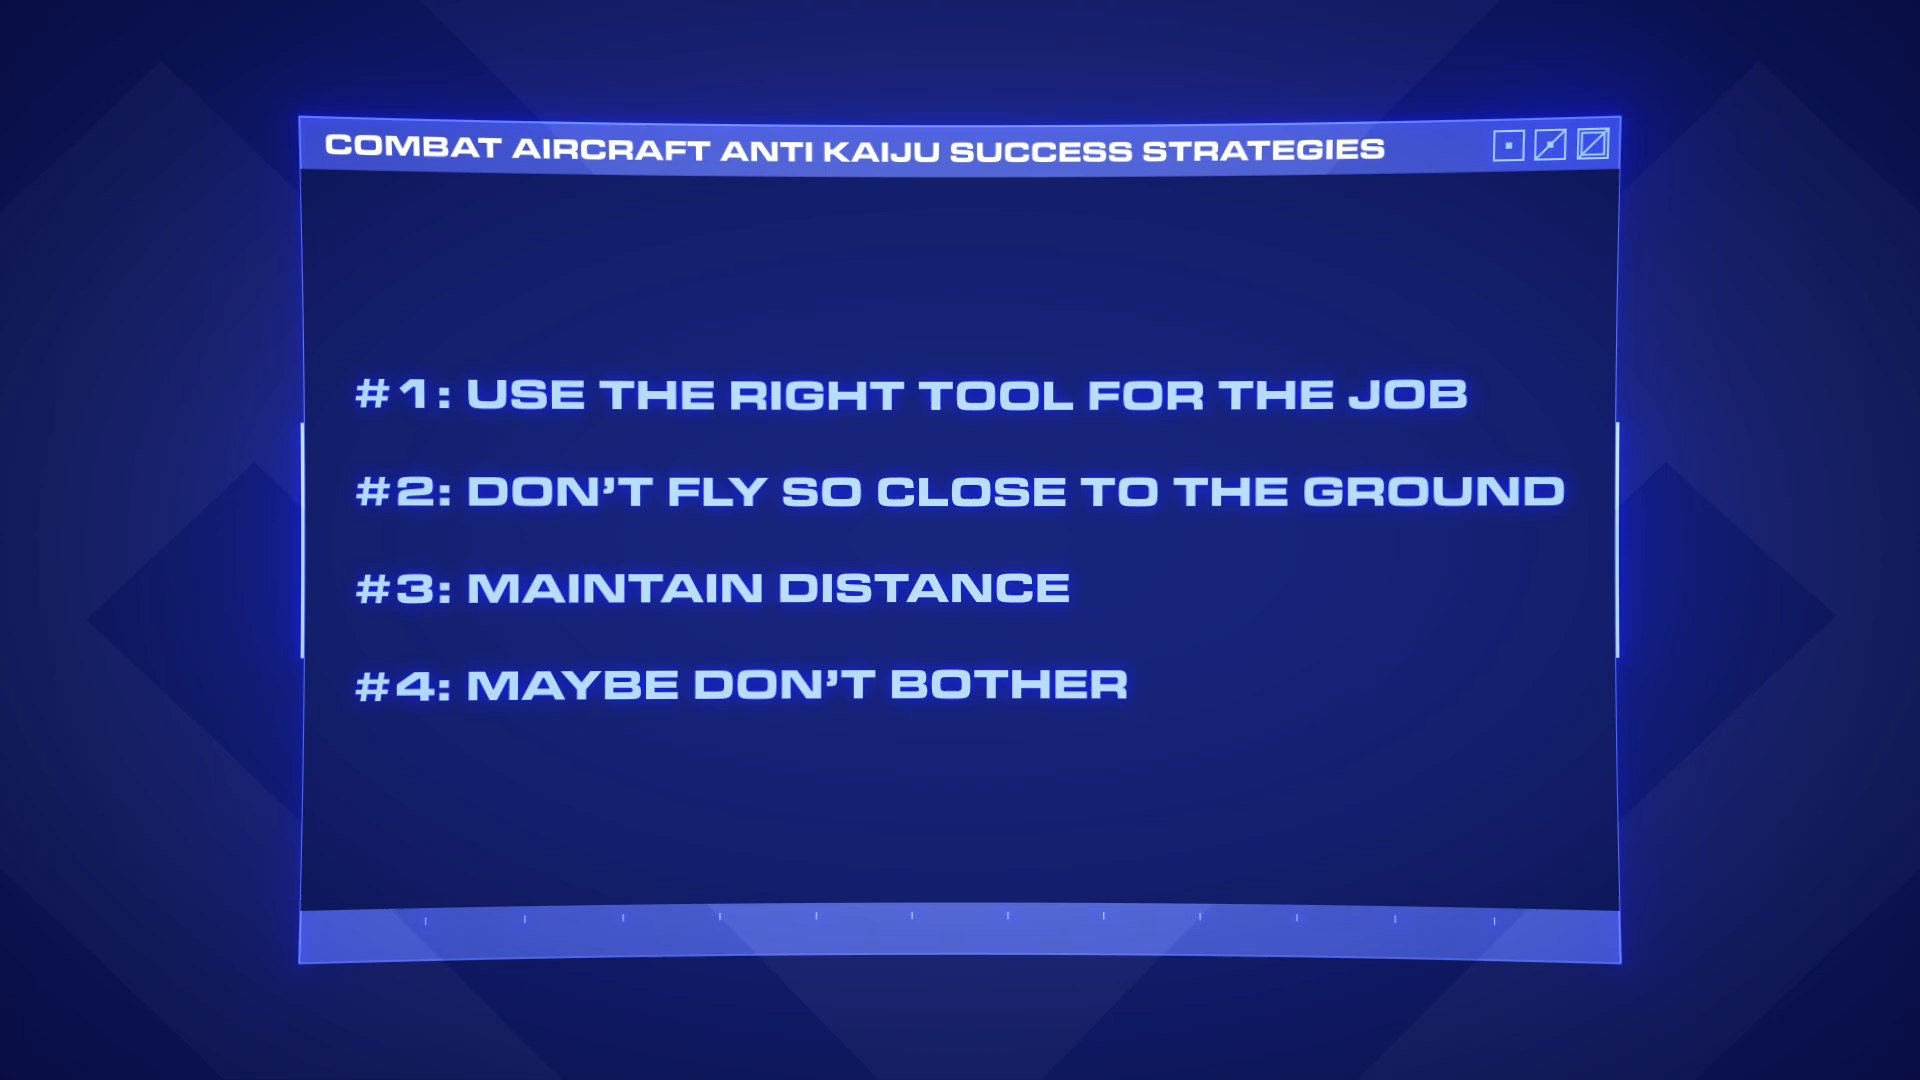 COMBAT AIRCRAFT ANTI KAIJU SUCCESS STRATEGIES
#1: USE THE RIGHT TOOL FOR THE JOB
#2: DON’T FLY SO CLOSE TO THE GROUND
#3: MAINTAIN DISTANCE
#4: MAYBE DON’T BOTHER